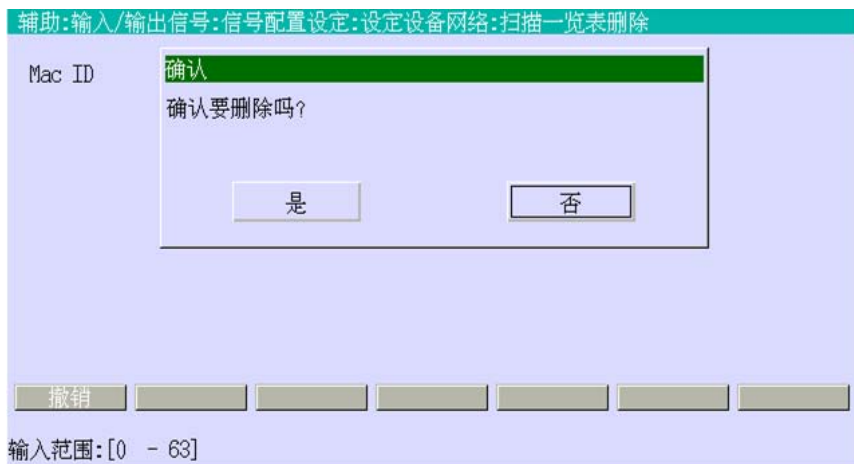 辅助:输入/输出信号:信号配置设定:设定设备网络:扫描一览表删除
Mac ID
确认
确认要删除吗?
是
否
撤销
输入范围:[0 - 63]